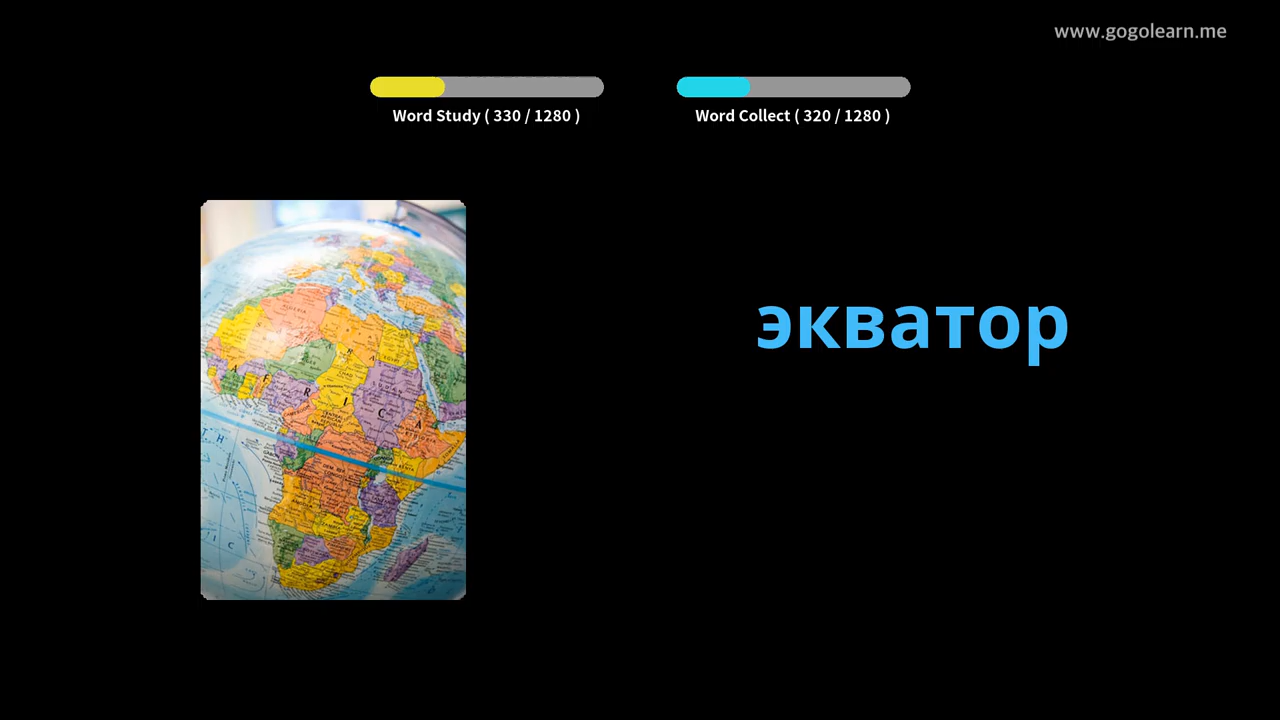 www.gogolearn.me
Word Study ( 330 / 1280 )
Word Collect ( 320 / 1280 )
экватор
A F R I C A